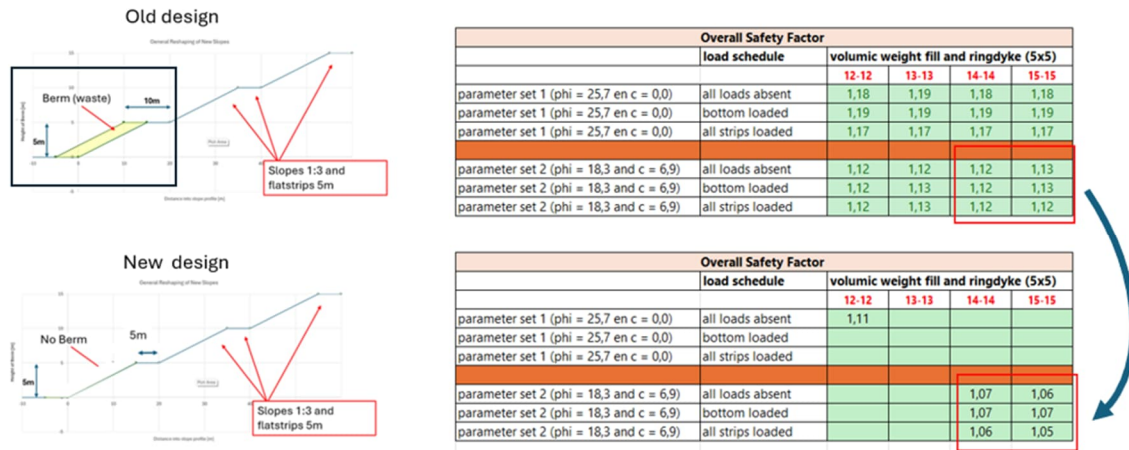 Old design
General Reshaping of New Slopes
Berm (waste)
10m
5m
Slopes 1:3 and
flatstrips 5m
Plot Area
Height of Berm [m]
Distance into slope profile [m]
Overall Safety Factor
load schedule volumic weight fill and ringdyke (5x5)
12-12 13-13 14-14 15-15
parameter set 1 (phi = 25,7 en c = 0,0) all loads absent 1,18 1,19 1,18 1,18
parameter set 1 (phi = 25,7 en c = 0,0) bottom loaded 1,19 1,19 1,19 1,19
parameter set 1 (phi = 25,7 en c = 0,0) all strips loaded 1,17 1,17 1,17 1,17
parameter set 2 (phi = 18,3 and c = 6,9) all loads absent 1,12 1,12 1,12 1,13
parameter set 2 (phi = 18,3 and c = 6,9) bottom loaded 1,12 1,13 1,12 1,13
parameter set 2 (phi = 18,3 and c = 6,9) all strips loaded 1,12 1,13 1,12 1,12
New design
General Reshaping of New Slopes
No Berm
5m
5m
Slopes 1:3 and
flatstrips 5m
Plot Area
Height of Berm [m]
Distance into slope profile [m]
Overall Safety Factor
load schedule volumic weight fill and ringdyke (5x5)
12-12 13-13 14-14 15-15
parameter set 1 (phi = 25,7 en c = 0,0) all loads absent 1,11
parameter set 1 (phi = 25,7 en c = 0,0) bottom loaded
parameter set 1 (phi = 25,7 en c = 0,0) all strips loaded
parameter set 2 (phi = 18,3 and c = 6,9) all loads absent 1,07 1,06
parameter set 2 (phi = 18,3 and c = 6,9) bottom loaded 1,07 1,07
parameter set 2 (phi = 18,3 and c = 6,9) all strips loaded 1,06 1,05